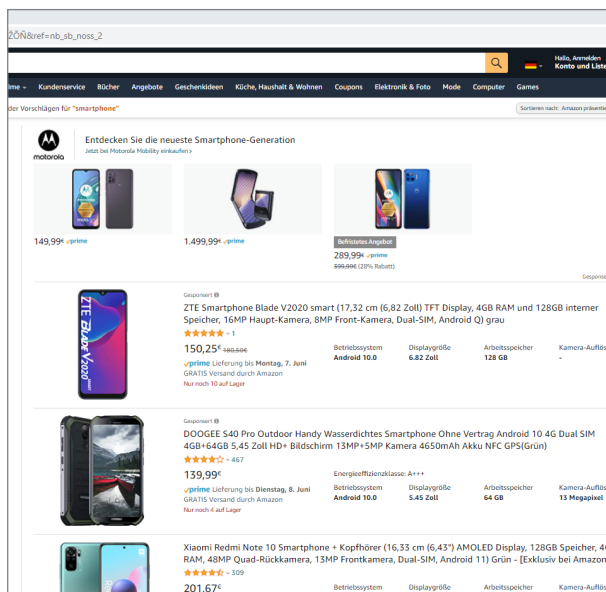 ŽÕÑ&ref=nb_sb_noss_2
Hallo, Anmelden
Konto und Liste
ime
Kundenservice Bücher Angebote Geschenkideen Küche, Haushalt & Wohnen Coupons Elektronik & Foto Mode Computer Games
der Vorschlägen für "smartphone"
Sortieren nach: Amazon präsentie
motorola
Entdecken Sie die neueste Smartphone-Generation
Jetzt bei Motorola Mobility einkaufen ›
149,99€ prime
1.499,99€ prime
Befristetes Angebot
289,99€ prime
399,99€ (28% Rabatt)
Gesponse
Gesponsert
ZTE Smartphone Blade V2020 smart (17,32 cm (6,82 Zoll) TFT Display, 4GB RAM und 128GB interner
Speicher, 16MP Haupt-Kamera, 8MP Front-Kamera, Dual-SIM, Android Q) grau
ZTE BLADE V2020
1
150,25€ 180,50€
prime Lieferung bis Montag, 7. Juni
GRATIS Versand durch Amazon
Nur noch 10 auf Lager
Betriebssystem Displaygröße Arbeitsspeicher Kamera-Auflös
Android 10.0 6.82 Zoll 128 GB -
Gesponsert
DOOGEE S40 Pro Outdoor Handy Wasserdichtes Smartphone Ohne Vertrag Android 10 4G Dual SIM
4GB+64GB 5,45 Zoll HD+ Bildschirm 13MP+5MP Kamera 4650mAh Akku NFC GPS(Grün)
467
139,99€
prime Lieferung bis Dienstag, 8. Juni
GRATIS Versand durch Amazon
Nur noch 4 auf Lager
Energieeffizienzklasse: A+++
Betriebssystem Displaygröße Arbeitsspeicher Kamera-Auflös
Android 10.0 5.45 Zoll 64 GB 13 Megapixel
Xiaomi Redmi Note 10 Smartphone + Kopfhörer (16,33 cm (6,43") AMOLED Display, 128GB Speicher, 4G
RAM, 48MP Quad-Rückkamera, 13MP Frontkamera, Dual-SIM, Android 11) Grün - [Exklusiv bei Amazon
309
201,67€
Betriebssystem Displaygröße Arbeitsspeicher Kamera-Auflös